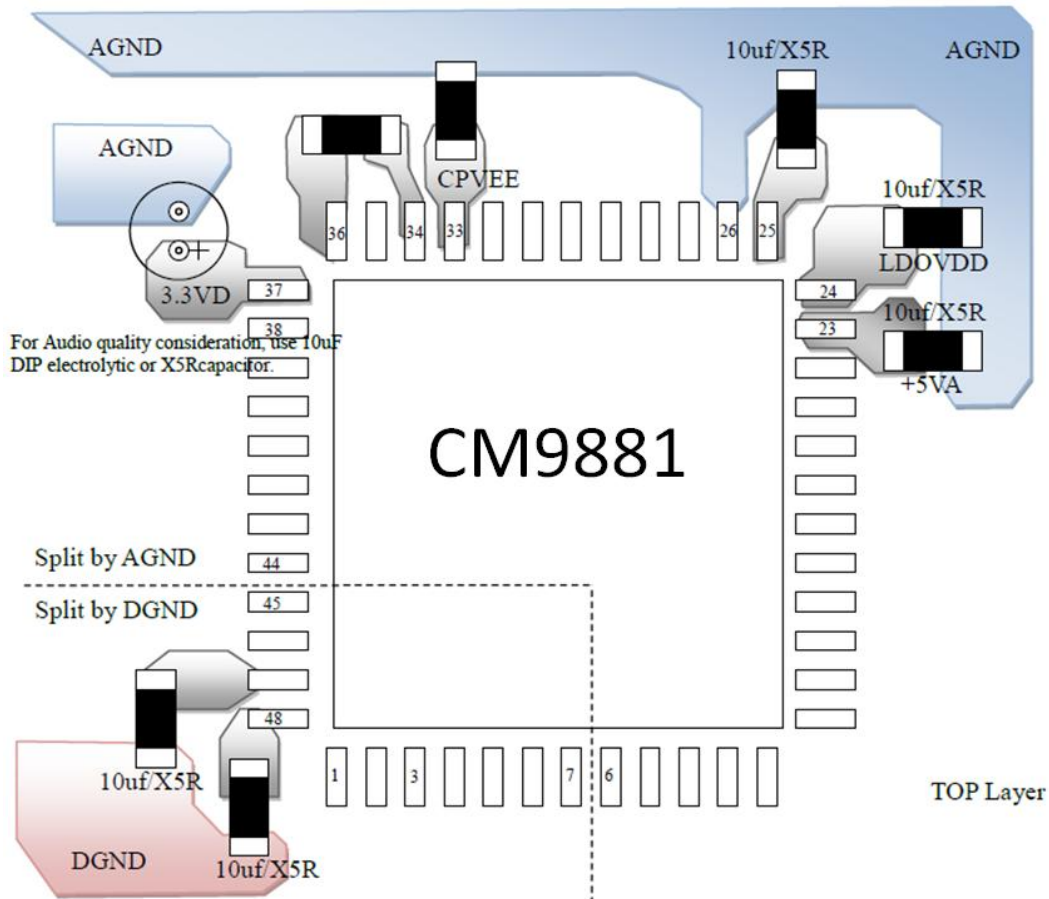 AGND
10uf/X5R
AGND
AGND
CPVEE
10uf/X5R
36
34
33
26
25
LDOVDD
3.3VD
37
24
10uf/X5R
38
23
For Audio quality consideration, use 10uF
DIP electrolytic or X5Rcapacitor.
+5VA
CM9881
Split by AGND
44
Split by DGND
45
48
1
3
7
6
10uf/X5R
TOP Layer
DGND
10uf/X5R